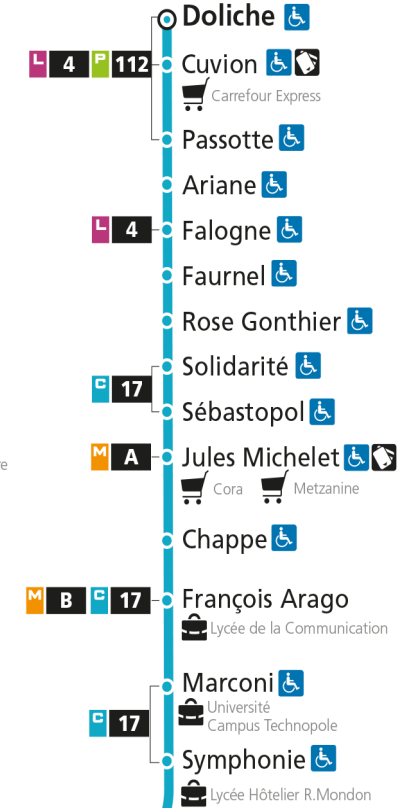 Doliche
L 4 P 112 Cuvion
Carrefour Express
Passotte
Ariane
L 4 Falogne
Faurnel
Rose Gonthier
Solidarité
C 17
Sébastopol
M A Jules Michelet
re
Cora Metzanine
Chappe
M B C 17 François Arago
Lycée de la Communication
Marconi
Université
Campus Technopole
C 17
Symphonie
Lycée Hôtelier R.Mondon